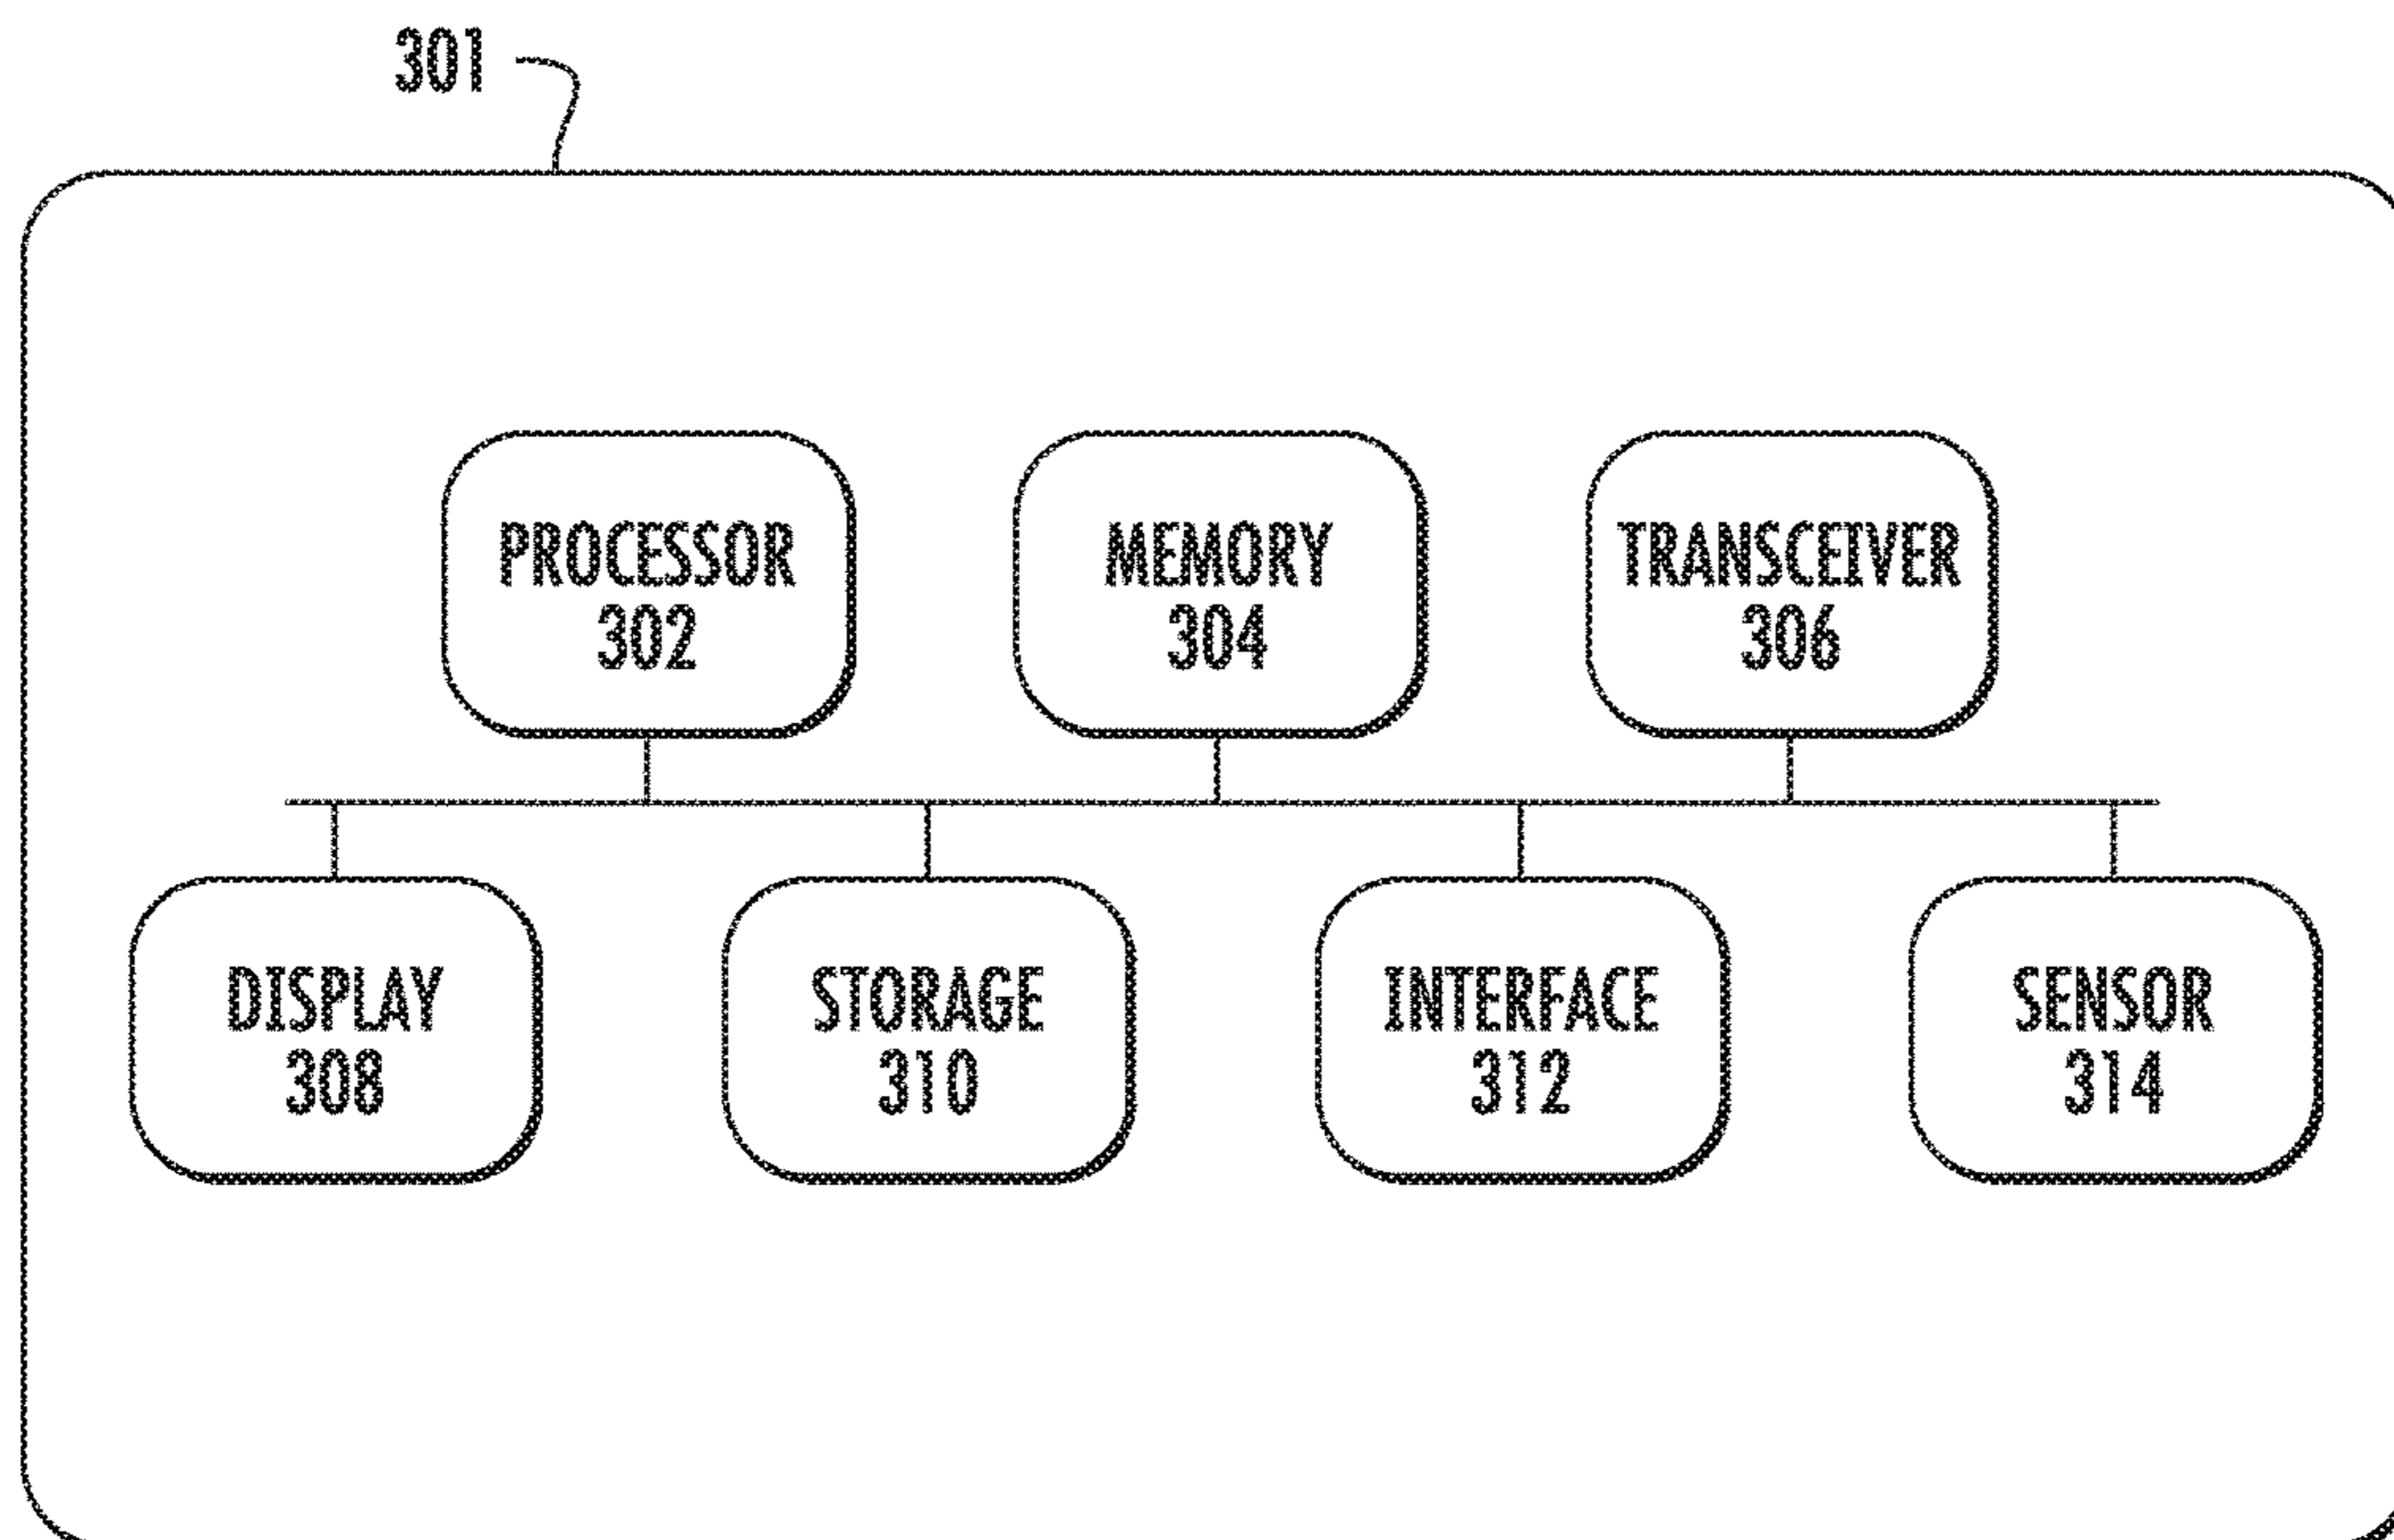 301
PROCESSOR
302
MEMORY
304
TRANSCEIVER
306
DISPLAY
308
STORAGE
310
INTERFACE
312
SENSOR
314